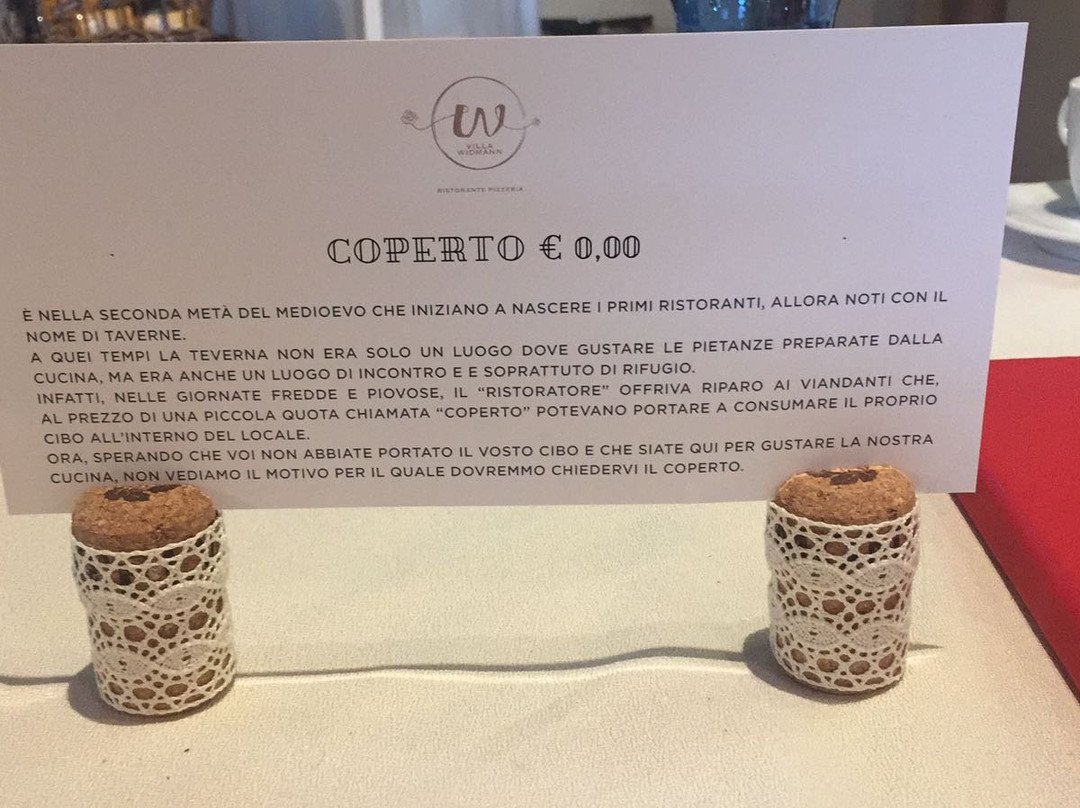 VILLA
WIDMANN
RISTORANTE PIZZERIA
COPERTO € 0,00
È NELLA SECONDA METÀ DEL MEDIOEVO CHE INIZIANO A NASCERE I PRIMI RISTORANTI, ALLORA NOTI CON IL
NOME DI TAVERNE.
A QUEI TEMPI LA TEVERNA NON ERA SOLO UN LUOGO DOVE GUSTARE LE PIETANZE PREPARATE DALLA
CUCINA, MA ERA ANCHE UN LUOGO DI INCONTRO E E SOPRATTUTO DI RIFUGIO.
INFATTI, NELLE GIORNATE FREDDE E PIOVOSE, IL “RISTORATORE” OFFRIVA RIPARO AI VIANDANTI CHE,
AL PREZZO DI UNA PICCOLA QUOTA CHIAMATA “COPERTO” POTEVANO PORTARE A CONSUMARE IL PROPRIO
CIBO ALL'INTERNO DEL LOCALE.
ORA, SPERANDO CHE VOI NON ABBIATE PORTATO IL VOSTO CIBO E CHE SIATE QUI PER GUSTARE LA NOSTRA
CUCINA, NON VEDIAMO IL MOTIVO PER IL QUALE DOVREMMO CHIEDERVI IL COPERTO.